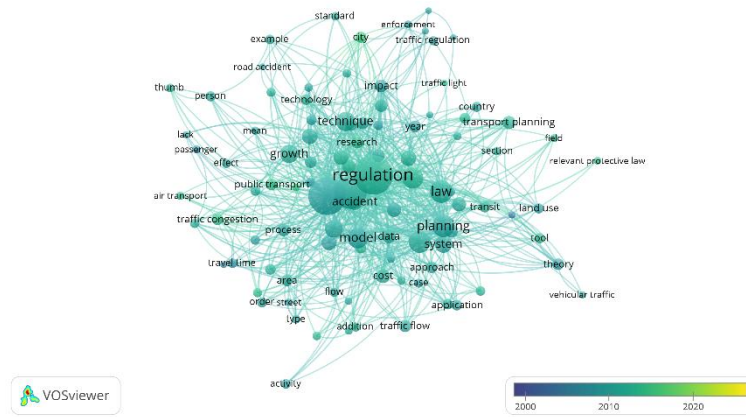 standard
enforcement
example
city
traffic regulation
road accident
thumb
person
technology
impact
traffic light
country
technique
year
transport planning
lack
mean
research
field
passenger
growth
section
effect
relevant protective law
regulation
public transport
law
air transport
accident
transit
land use
traffic congestion
planning
process
model
data
system
tool
travel time
approach
theory
area
cost
case
order
street
flow
application
vehicular traffic
type
addition
traffic flow
activity
VOSviewer
2000
2010
2020